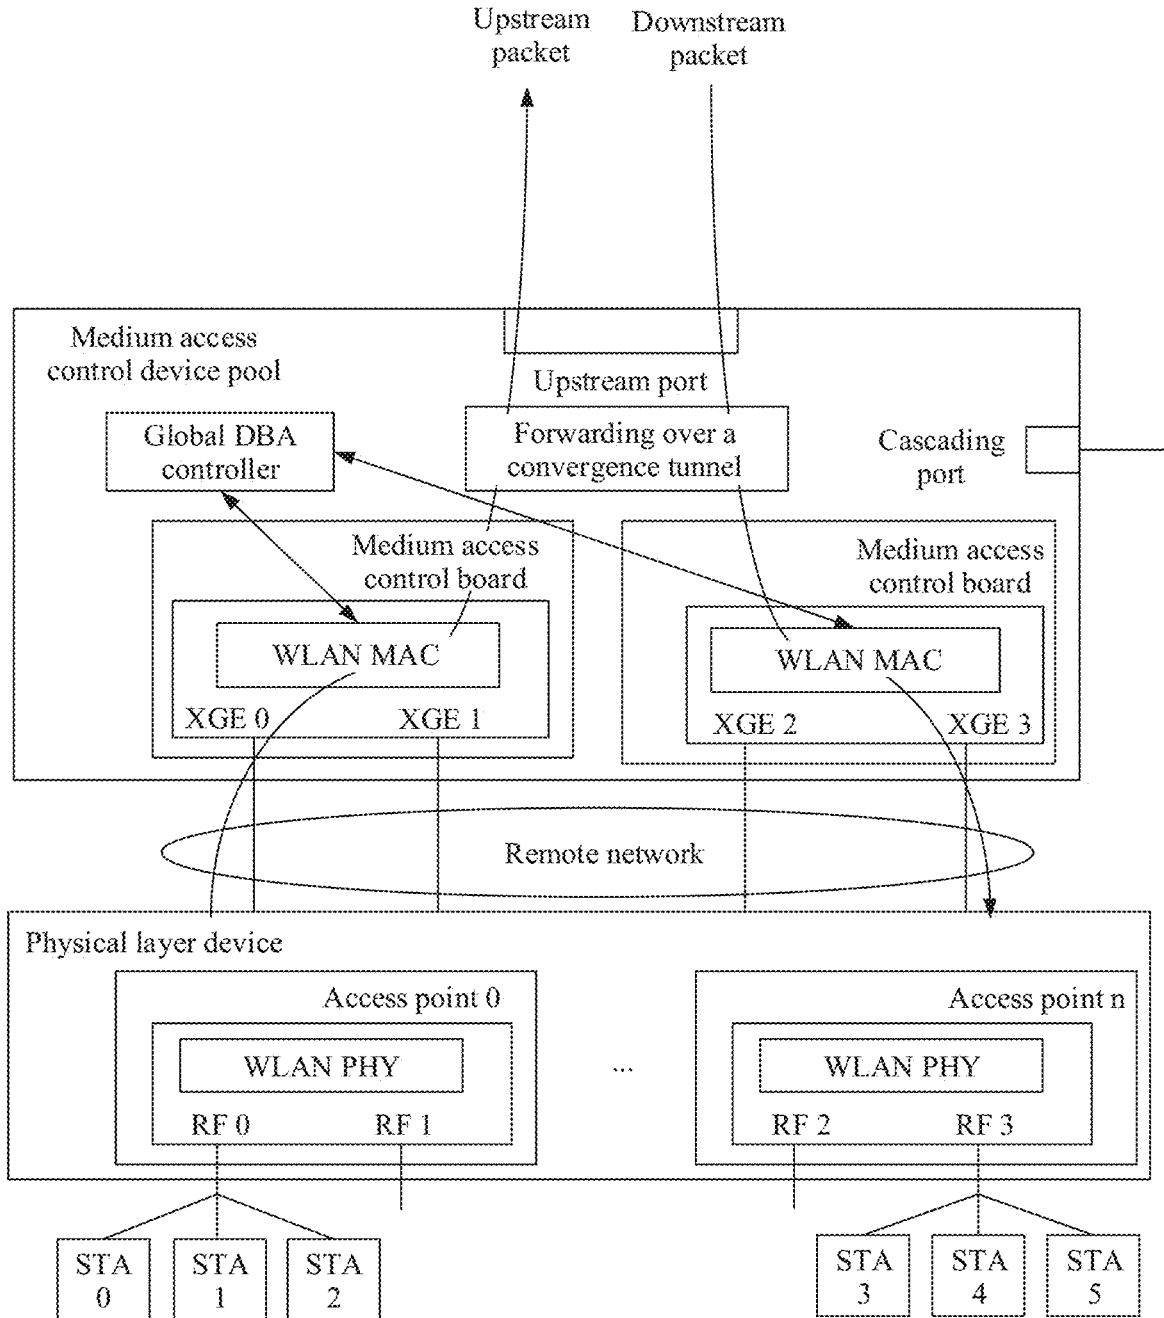 Upstream
packet
Downstream
packet
Medium access
control device pool
Upstream port
Global DBA
controller
Forwarding over a
convergence tunnel
Cascading
port
Medium access
control board
Medium access
control board
WLAN MAC
WLAN MAC
XGE 0
XGE 1
XGE 2
XGE 3
Remote network
Physical layer device
Access point 0
Access point n
WLAN PHY
...
WLAN PHY
RF 0
RF 1
RF 2
RF 3
STA
0
STA
1
STA
2
STA
3
STA
4
STA
5